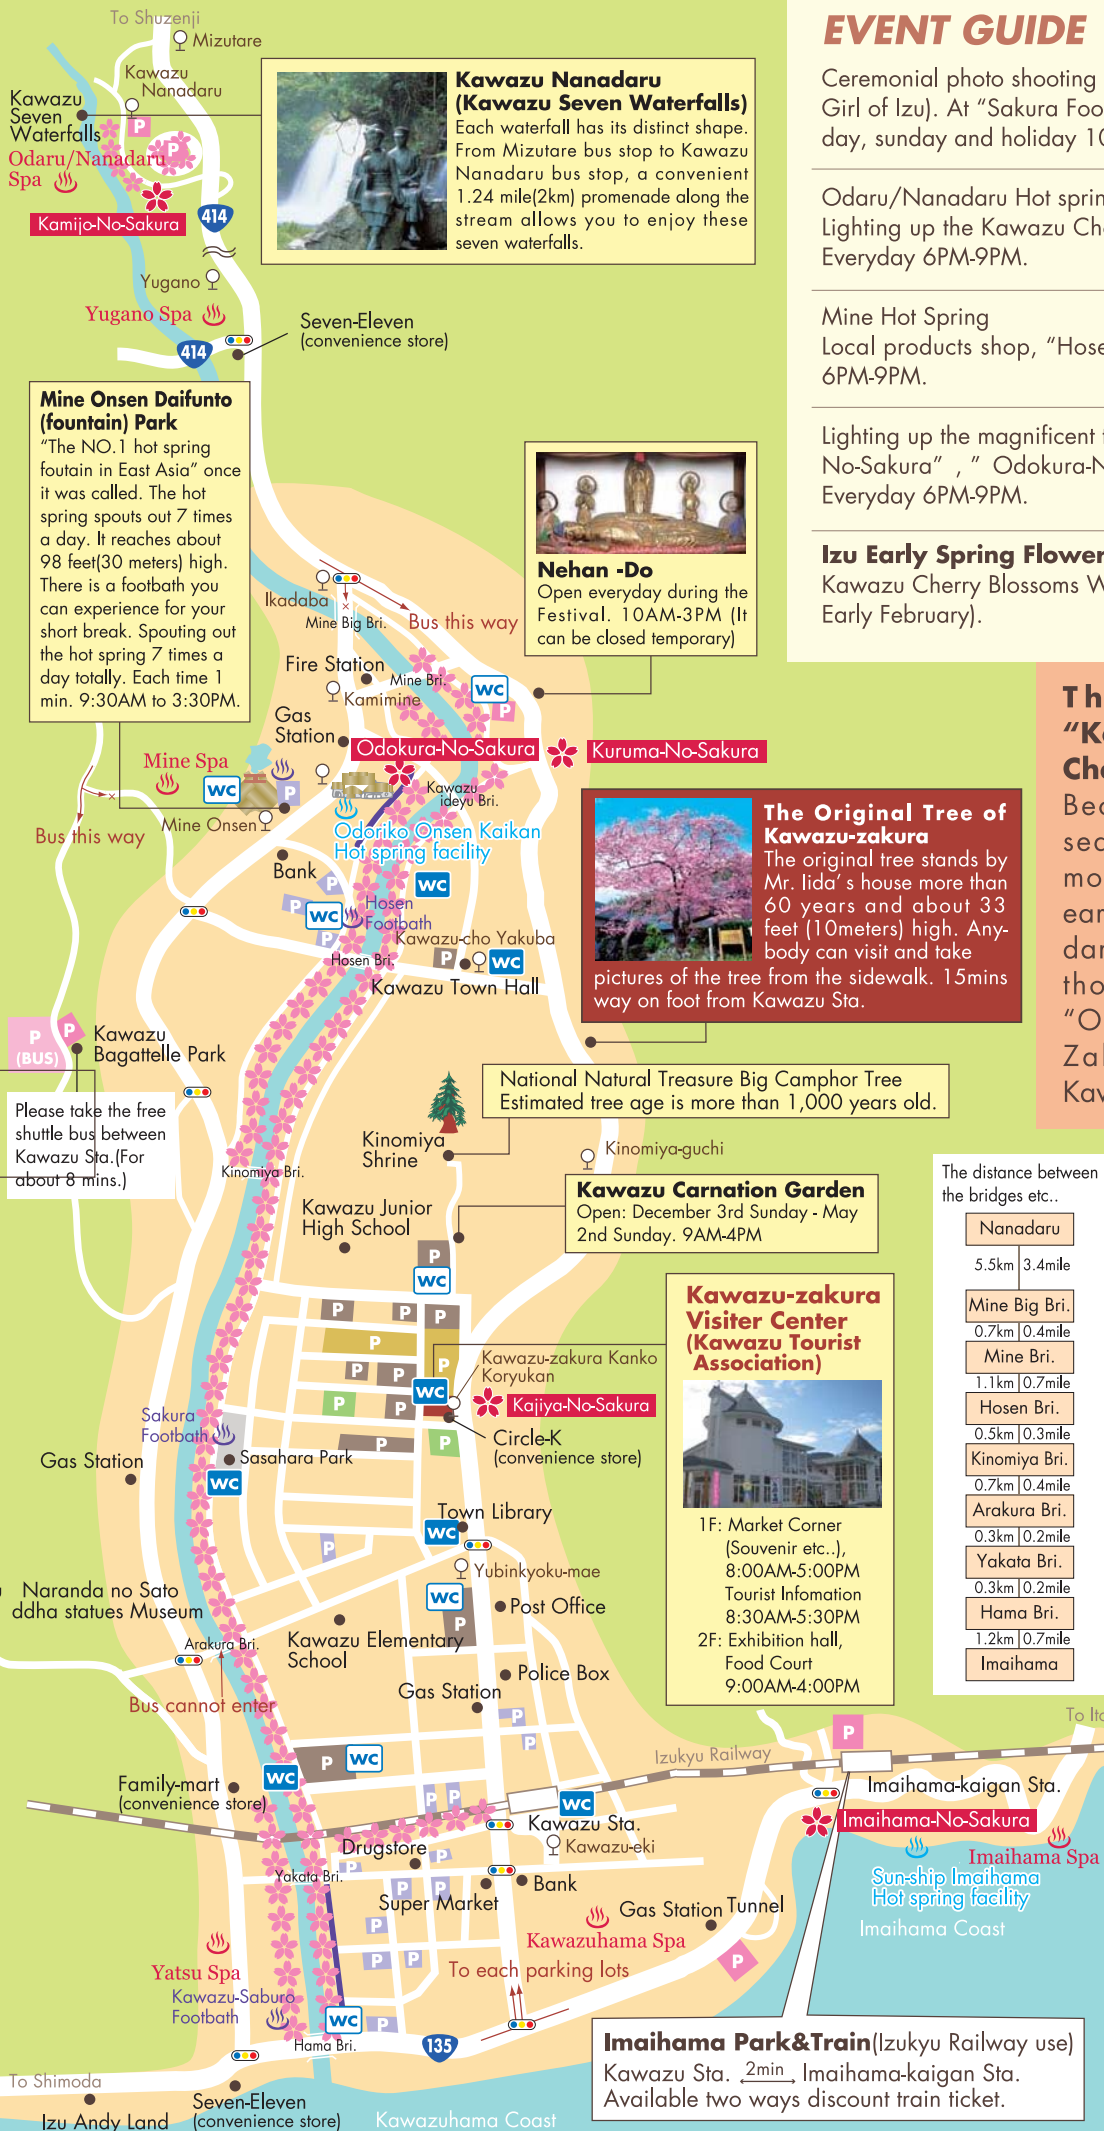 To Shuzenji
Mizutare
Kawazu
Nanadaru
Kawazu
Seven
Waterfalls
P
P
Odaru/Nanadaru
Spa
Kamijo-No-Sakura
414
Kawazu Nanadaru
(Kawazu Seven Waterfalls)
Each waterfall has its distinct shape.
From Mizutare bus stop to Kawazu
Nanadaru bus stop, a convenient
1.24 mile(2km) promenade along the
stream allows you to enjoy these
seven waterfalls.
EVENT GUIDE
Ceremonial photo shooting
Girl of Izu). At “Sakura Foo
day, sunday and holiday 10
Odaru/Nanadaru Hot sprin
Lighting up the Kawazu Che
Everyday 6PM-9PM.
Mine Hot Spring
Local products shop, “Hose
6PM-9PM.
Lighting up the magnificent
No-Sakura” , ” Odokura-N
Everyday 6PM-9PM.
Izu Early Spring Flower
Kawazu Cherry Blossoms W
Early February).
Yugano
Yugano Spa
414
Seven-Eleven
(convenience store)
Mine Onsen Daifunto
(fountain) Park
“The NO.1 hot spring
foutain in East Asia” once
it was called. The hot
spring spouts out 7 times
a day. It reaches about
98 feet(30 meters) high.
There is a footbath you
can experience for your
short break. Spouting out
the hot spring 7 times a
day totally. Each time 1
min. 9:30AM to 3:30PM.
Nehan -Do
Open everyday during the
Festival. 10AM-3PM (It
can be closed temporary)
Ikadaba
Mine Big Bri.
Bus this way
Fire Station
Mine Bri.
Kamimine
WC
P
Gas
Station
Odokura-No-Sakura
Kuruma-No-Sakura
Mine Spa
WC
P
Kawazu
ideyu Bri.
Mine Onsen
Bus this way
Odoriko Onsen Kaikan
Hot spring facility
Bank
P
WC
P
WC
Hosen
Footbath
P
Kawazu-cho Yakuba
Hosen Bri.
P
WC
Kawazu Town Hall
The Original Tree of
Kawazu-zakura
The original tree stands by
Mr. Iida’ s house more than
60 years and about 33
feet (10meters) high. Any-
body can visit and take
pictures of the tree from the sidewalk. 15mins
way on foot from Kawazu Sta.
Th
“Ka
Che
Bec
sea
mo
ear
dan
tho
“O
Zak
Kaw
P
(BUS)
P
Kawazu
Bagattelle Park
Please take the free
shuttle bus between
Kawazu Sta.(For
about 8 mins.)
National Natural Treasure Big Camphor Tree
Estimated tree age is more than 1,000 years old.
Kinomiya
Shrine
Kinomiya Bri.
Kinomiya-guchi
Kawazu Junior
High School
Kawazu Carnation Garden
Open: December 3rd Sunday - May
2nd Sunday. 9AM-4PM
P
WC
P
P
P
P
P
P
P
WC
P
P
P
P
Kawazu-zakura Kanko
Koryukan
Kajiya-No-Sakura
Circle-K
(convenience store)
P
Kawazu-zakura
Visiter Center
(Kawazu Tourist
Association)
1F: Market Corner
(Souvenir etc..),
8:00AM-5:00PM
Tourist Infomation
8:30AM-5:30PM
2F: Exhibition hall,
Food Court
9:00AM-4:00PM
The distance between
the bridges etc..
Nanadaru
5.5km 3.4mile
Mine Big Bri.
0.7km 0.4mile
Mine Bri.
1.1km 0.7mile
Hosen Bri.
0.5km 0.3mile
Kinomiya Bri.
0.7km 0.4mile
Arakura Bri.
0.3km 0.2mile
Yakata Bri.
0.3km 0.2mile
Hama Bri.
1.2km 0.7mile
Imaihama
Sakura
Footbath
Sasahara Park
WC
Gas Station
Town Library
WC
P
Yubinkyoku-mae
Naranda no Sato
ddha statues Museum
WC
P
Post Office
Kawazu Elementary
School
Arakura Bri.
Bus cannot enter
Police Box
Gas Station
P
P
P
WC
WC
Family-mart
(convenience store)
To Ito
Izukyu Railway
P
Imaihama-kaigan Sta.
Imaihama-No-Sakura
Imaihama Spa
Sun-ship Imaihama
Hot spring facility
Imaihama Coast
P
P
WC
Kawazu Sta.
Kawazu-eki
Drugstore
P
P
Yakata Bri.
P
P
Super Market
Bank
Gas Station
Tunnel
Kawazuhama Spa
P
P
P
P
To each parking lots
Yatsu Spa
Kawazu-Saburo
Footbath
WC
P
Hama Bri.
135
To Shimoda
Izu Andy Land
Seven-Eleven
(convenience store)
Kawazuhama Coast
Imaihama Park&Train(Izukyu Railway use)
Kawazu Sta. 2min Imaihama-kaigan Sta.
Available two ways discount train ticket.